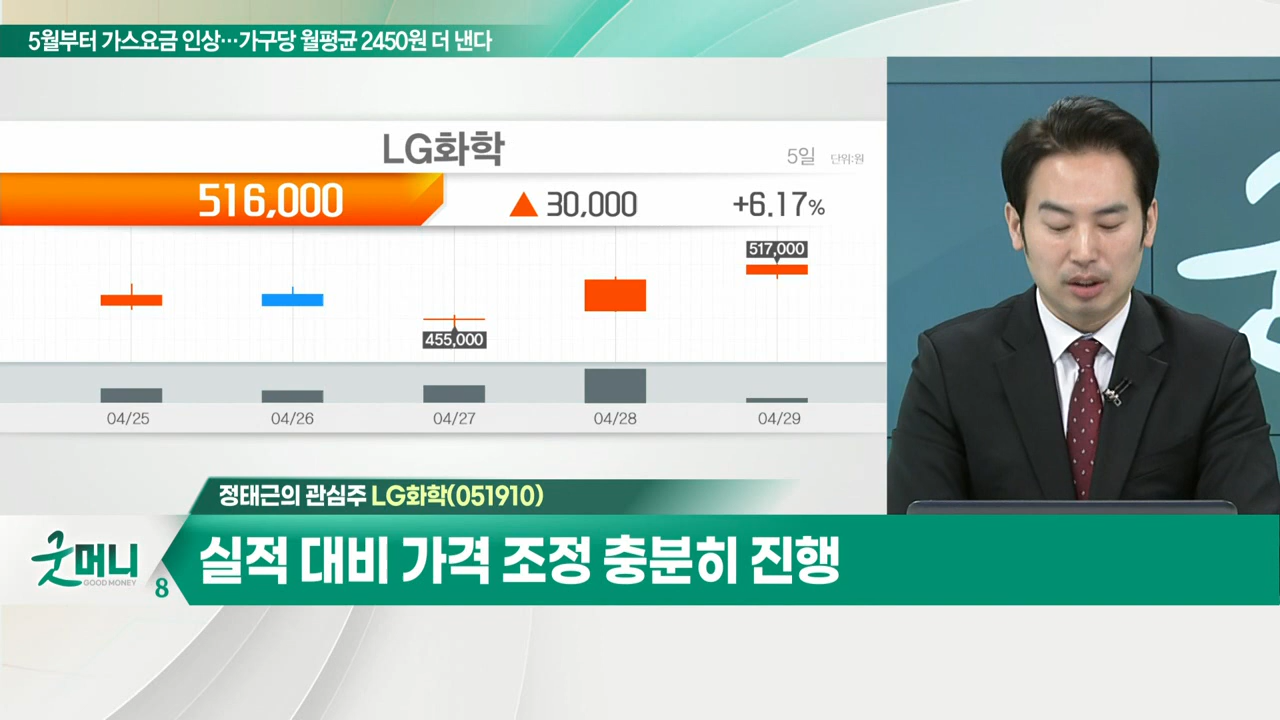 5월부터 가스요금 인상…가구당 월평균 2450원 더 낸다
LG화학
5일 단위:원
516,000 ▲ 30,000 +6.17%
517,000
455,000
04/25 04/26 04/27 04/28 04/29
정태근의 관심주 LG화학(051910)
굿머니
GOOD MONEY
8
실적 대비 가격 조정 충분히 진행